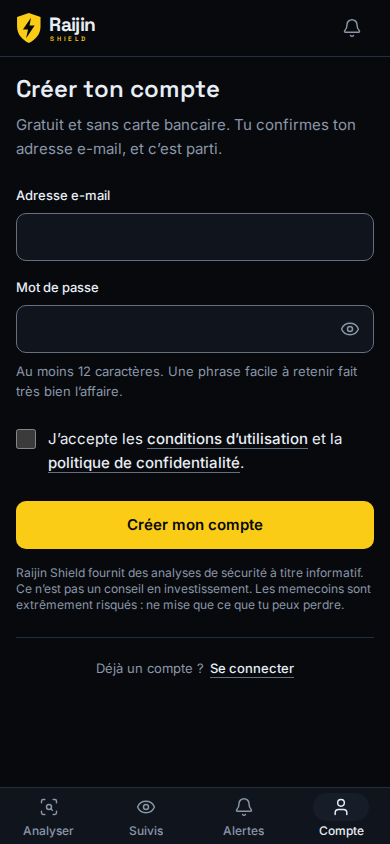 Raijin
SHIELD
Créer ton compte
Gratuit et sans carte bancaire. Tu confirmes ton
adresse e-mail, et c’est parti.
Adresse e-mail
Mot de passe
Au moins 12 caractères. Une phrase facile à retenir fait
très bien l’affaire.
J’accepte les conditions d’utilisation et la
politique de confidentialité.
Créer mon compte
Raijin Shield fournit des analyses de sécurité à titre informatif.
Ce n’est pas un conseil en investissement. Les memecoins sont
extrêmement risqués : ne mise que ce que tu peux perdre.
Déjà un compte ? Se connecter
Analyser
Suivis
Alertes
Compte